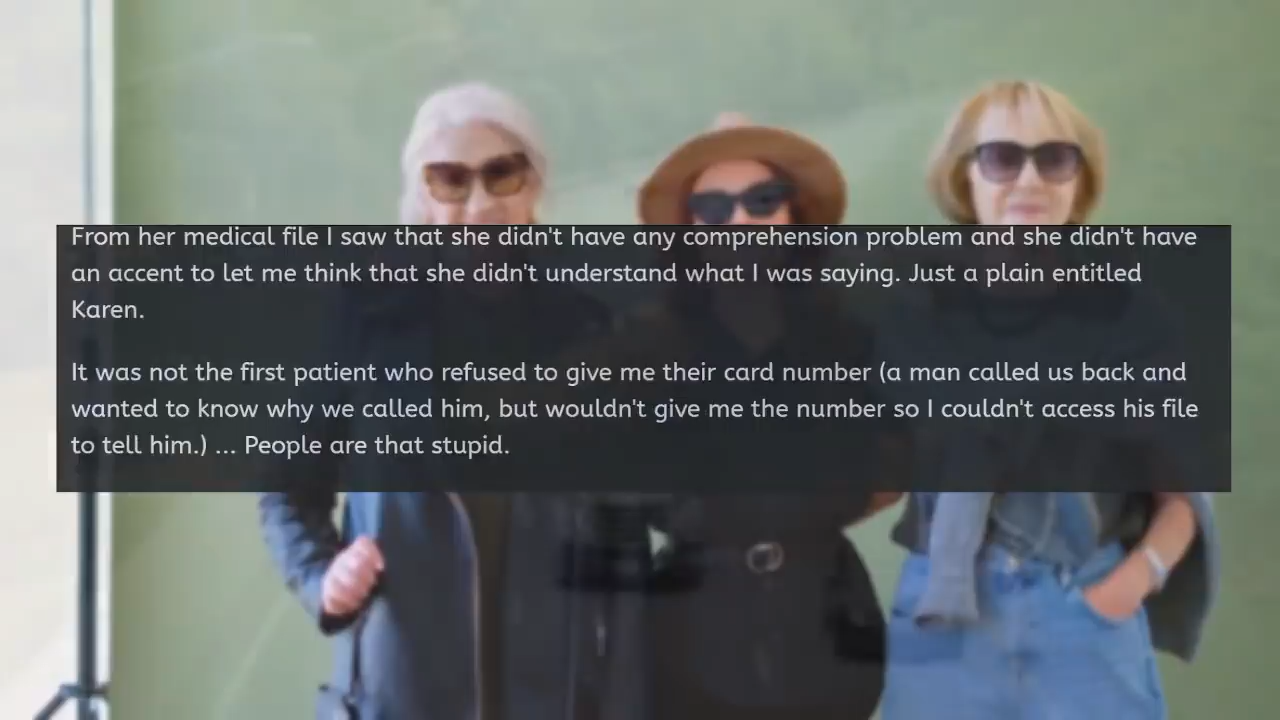 From her medical file I saw that she didn't have any comprehension problem and she didn't have
an accent to let me think that she didn't understand what I was saying. Just a plain entitled
Karen.
It was not the first patient who refused to give me their card number (a man called us back and
wanted to know why we called him, but wouldn't give me the number so I couldn't access his file
to tell him.) ... People are that stupid.